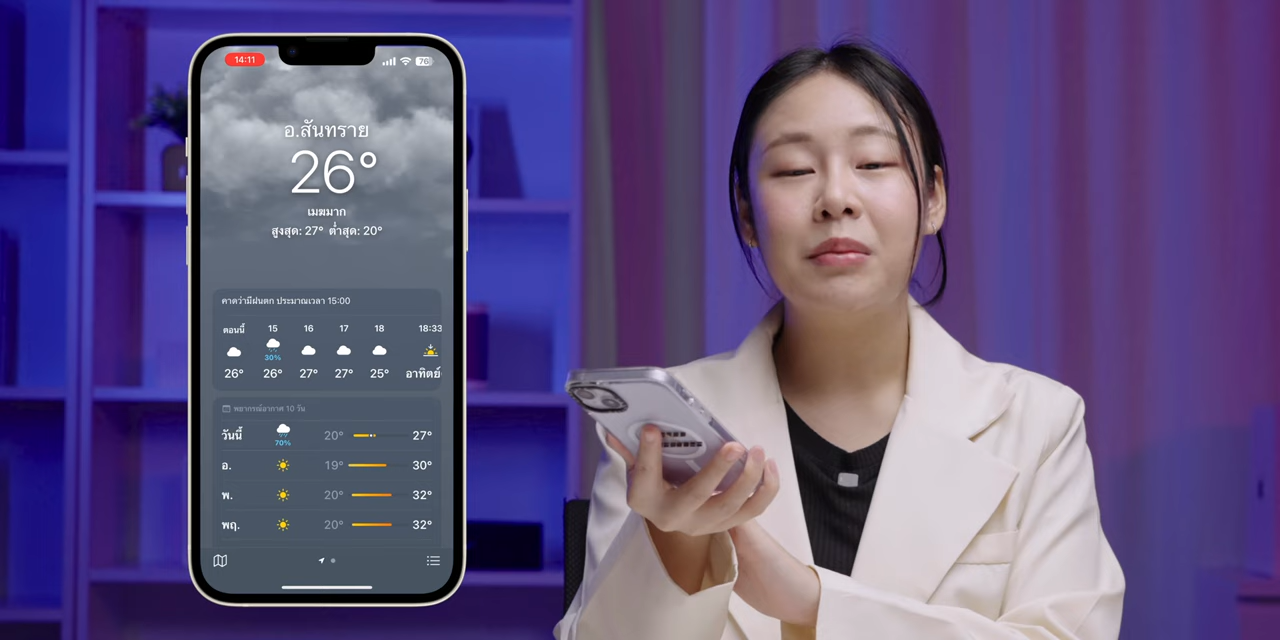 14:11
76
อ.สันทราย
26°
เมฆมาก
สูงสุด: 27° ต่ำสุด: 20°
คาดว่ามีฝนตก ประมาณเวลา 15:00
ตอนนี้ 15 16 17 18 18:33
30%
26° 26° 27° 27° 25° อาทิตย์
พยากรณ์อากาศ 10 วัน
วันนี้ 70% 20° 27°
อ. 19° 30°
พ. 20° 32°
พฤ. 20° 32°